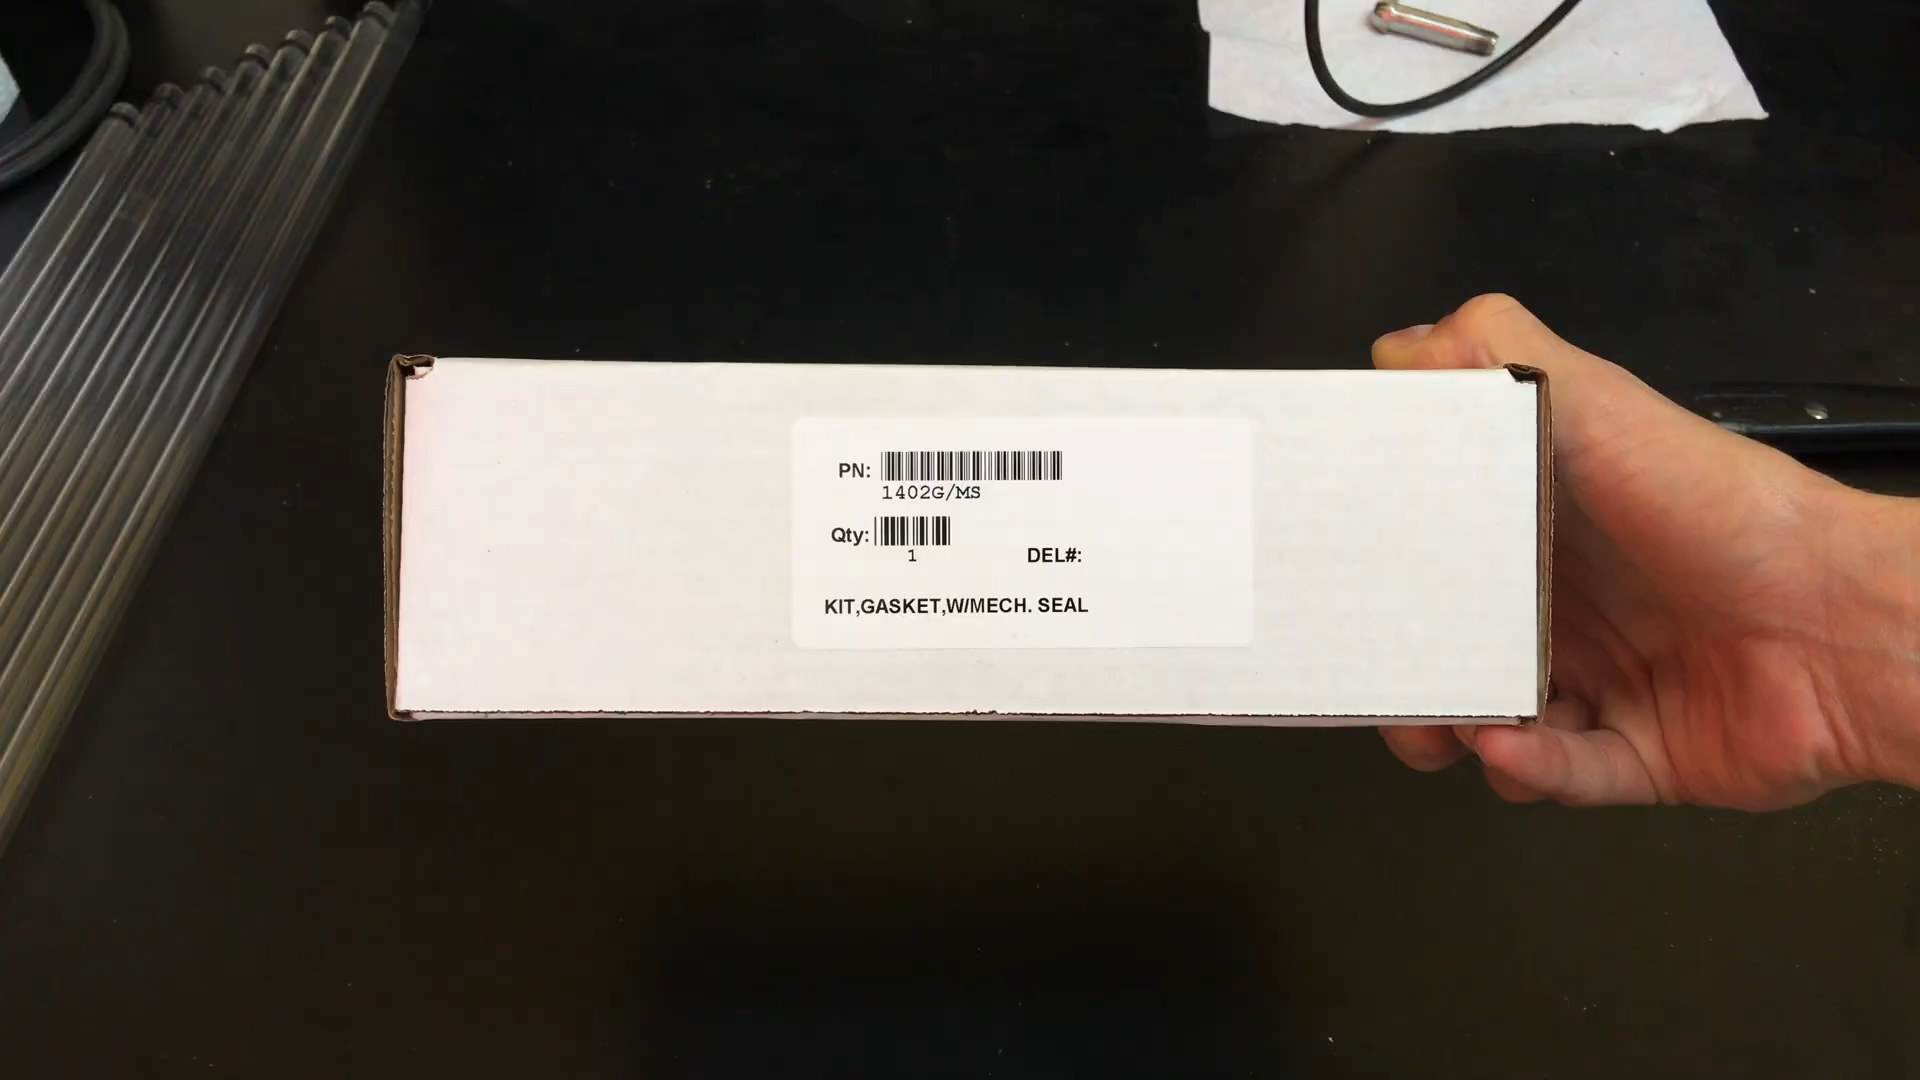 PN:
1402G/MS
Qty:
1
DEL#:
KIT,GASKET,W/MECH. SEAL